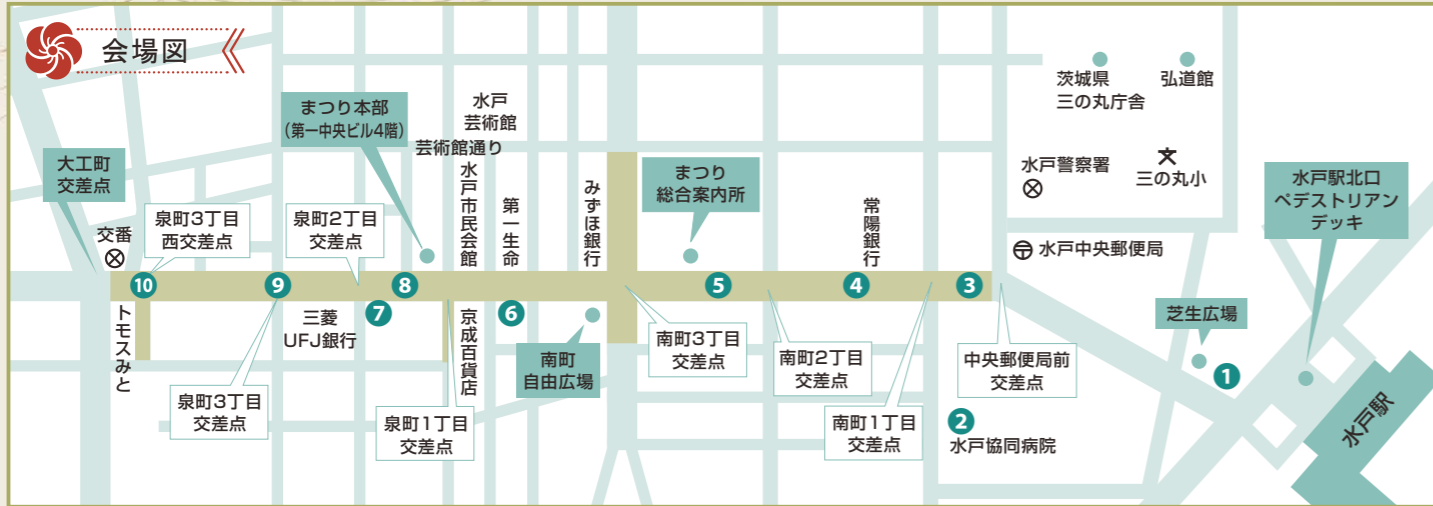 会場図
まつり本部
(第一中央ビル4階)
水戸
芸術館
芸術館通り
水戸市民会館
第一生命
みずほ銀行
まつり
総合案内所
常陽銀行
茨城県
三の丸庁舎
弘道館
水戸警察署
文
三の丸小
水戸駅北口
ペデストリアン
デッキ
大工町
交差点
交番
泉町3丁目
西交差点
泉町2丁目
交差点
〒 水戸中央郵便局
10
9
8
7
6
5
4
3
トモスみと
三菱
UFJ銀行
京成百貨店
南町
自由広場
泉町3丁目
交差点
泉町1丁目
交差点
南町3丁目
交差点
南町2丁目
交差点
南町1丁目
交差点
中央郵便局前
交差点
芝生広場
1
2
水戸協同病院
水戸駅